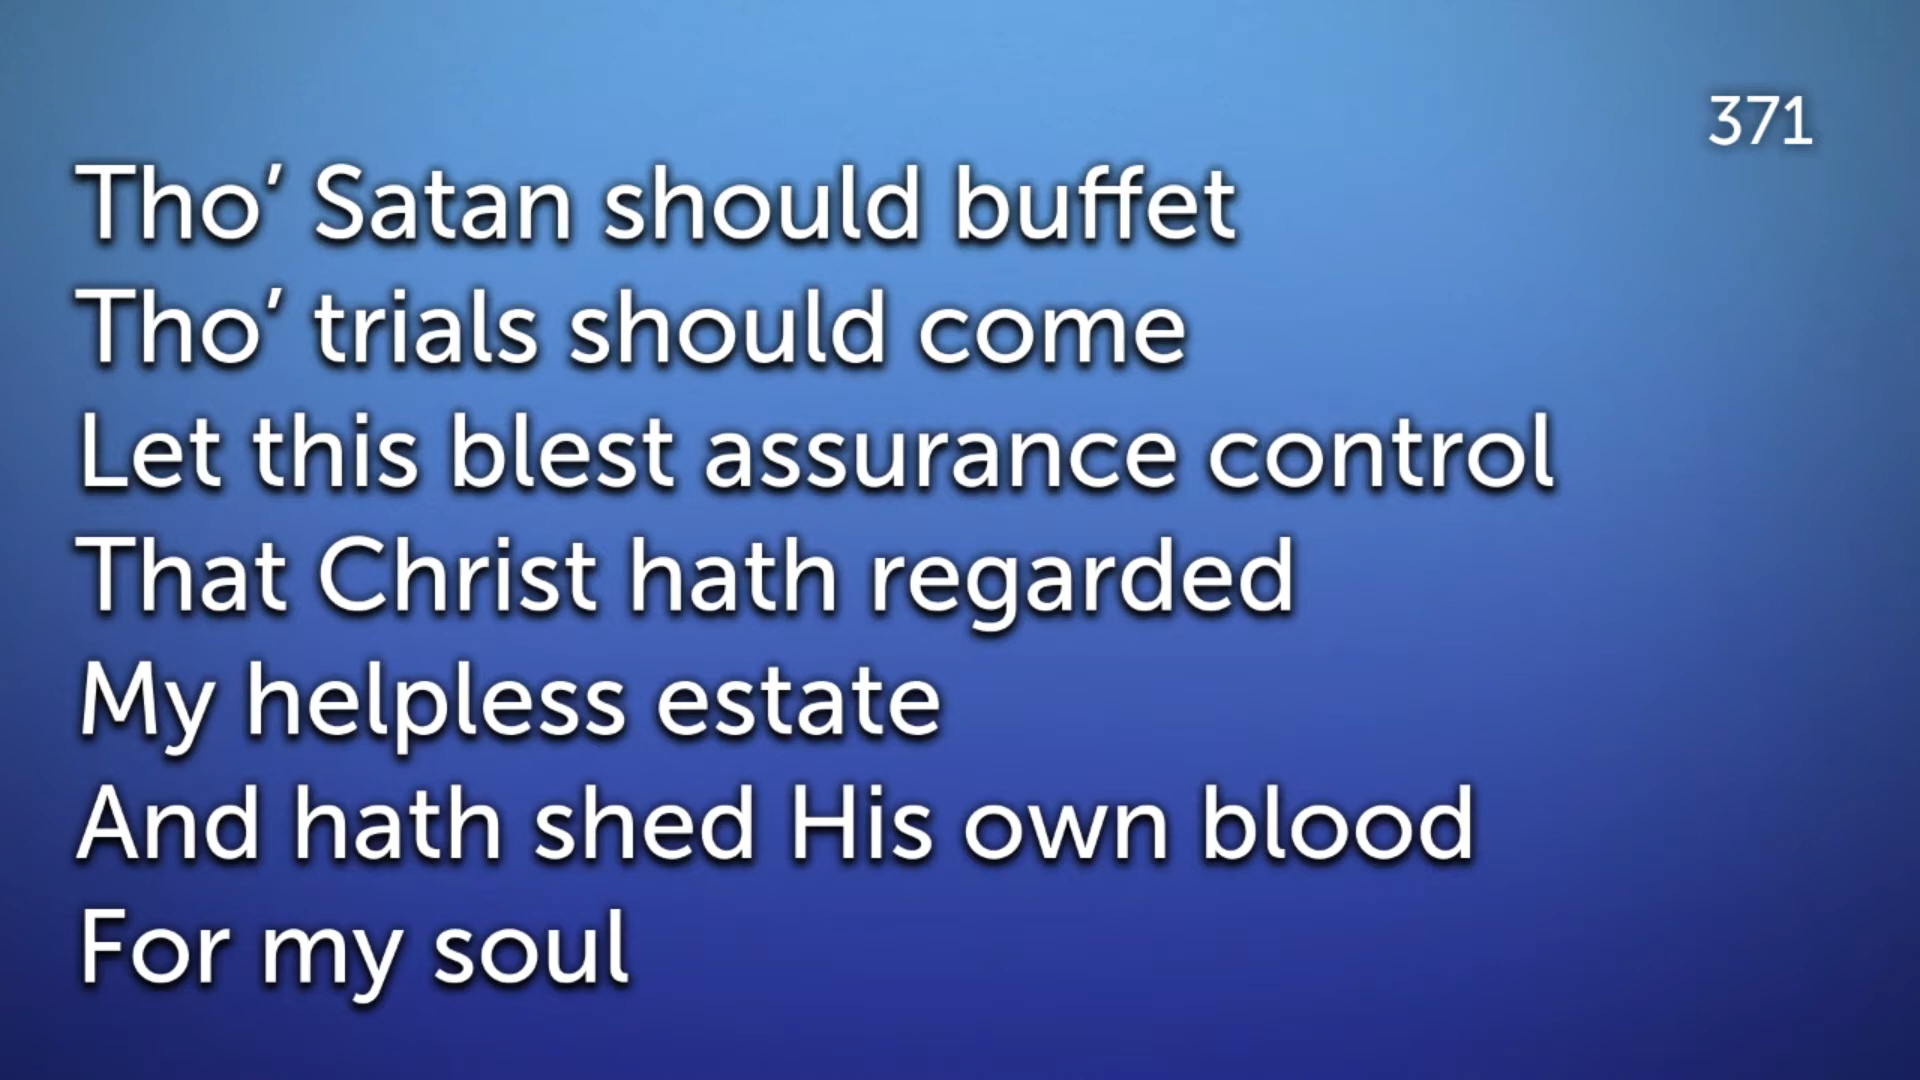 371
Tho’ Satan should buffet
Tho’ trials should come
Let this blest assurance control
That Christ hath regarded
My helpless estate
And hath shed His own blood
For my soul